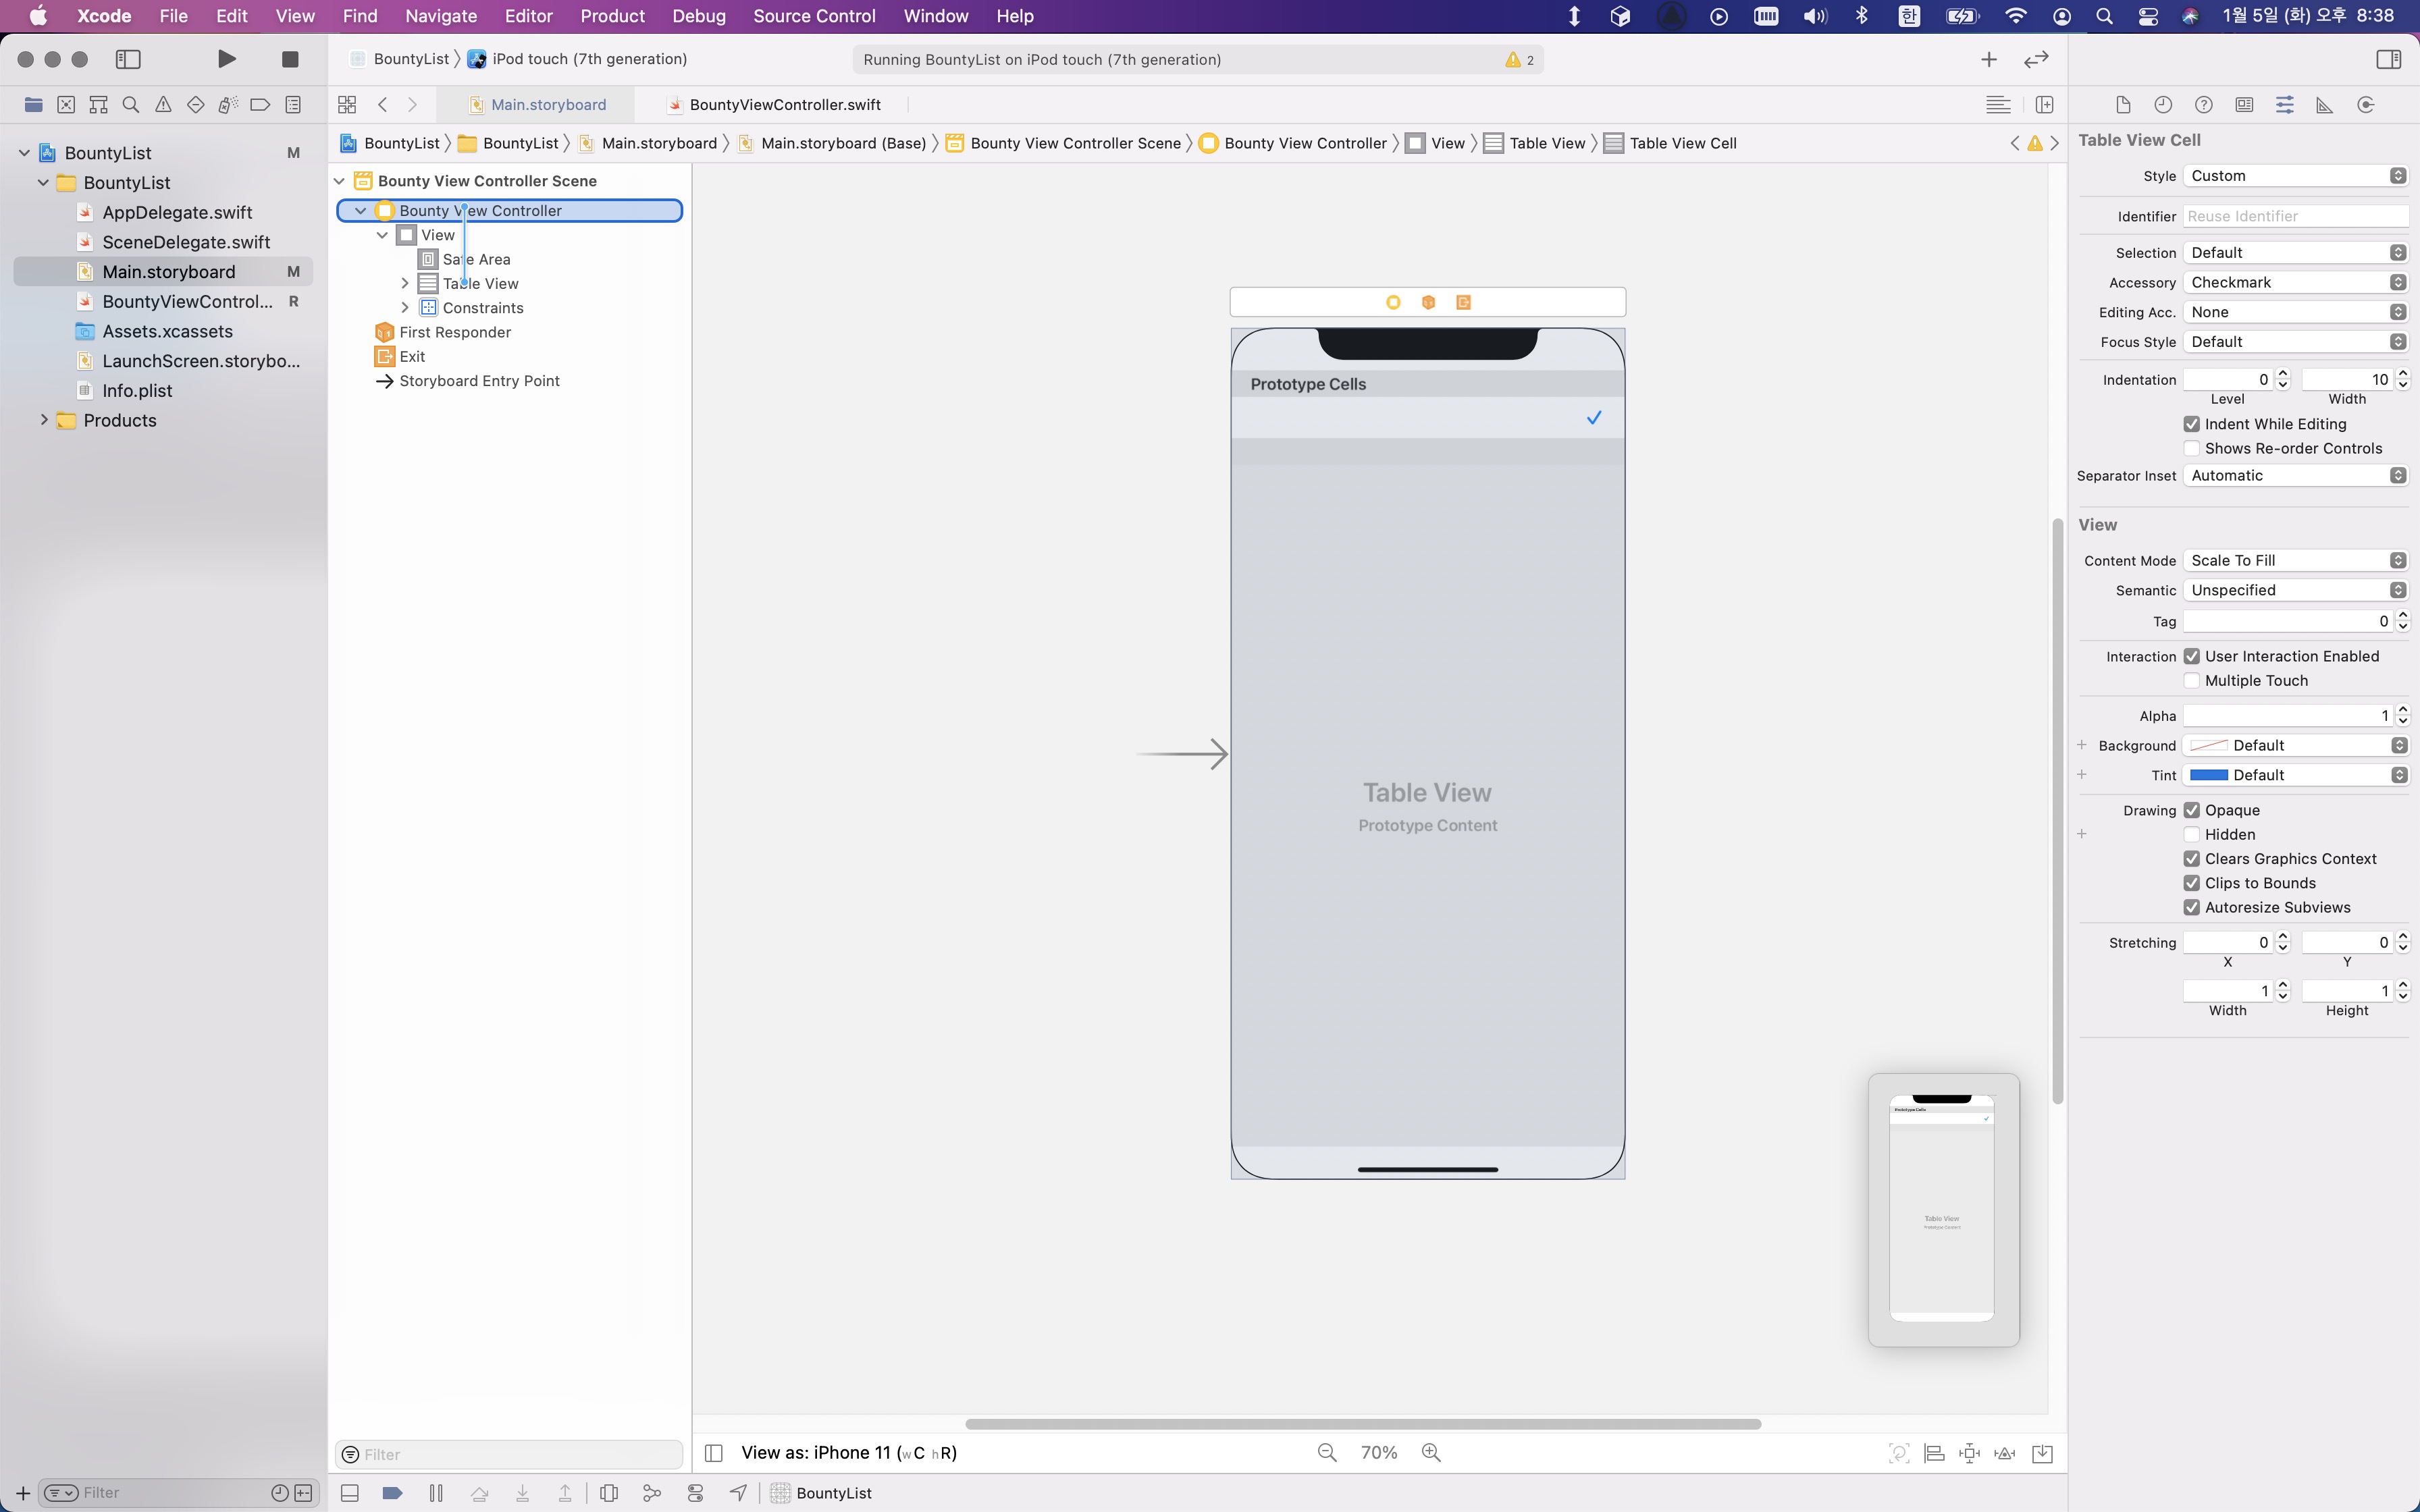 Xcode File Edit View Find Navigate Editor Product Debug Source Control Window Help 한 1월 5일 (화) 오후 8:38
BountyList iPod touch (7th generation) Running BountyList on iPod touch (7th generation) 2
Main.storyboard BountyViewController.swift
BountyList BountyList Main.storyboard Main.storyboard (Base) Bounty View Controller Scene Bounty View Controller View Table View Table View Cell
BountyList M
BountyList
AppDelegate.swift
SceneDelegate.swift
Main.storyboard M
BountyViewControl... R
Assets.xcassets
LaunchScreen.storybo...
Info.plist
Products
Filter
Bounty View Controller Scene
Bounty View Controller
View
Safe Area
Table View
Constraints
First Responder
Exit
Storyboard Entry Point
Filter
Prototype Cells
Table View
Prototype Content
Prototype Cells
Table View
Prototype Content
View as: iPhone 11 (wC hR) 70%
BountyList
Table View Cell
Style Custom
Identifier Reuse Identifier
Selection Default
Accessory Checkmark
Editing Acc. None
Focus Style Default
Indentation 0 10
Level Width
Indent While Editing
Shows Re-order Controls
Separator Inset Automatic
View
Content Mode Scale To Fill
Semantic Unspecified
Tag 0
Interaction User Interaction Enabled
Multiple Touch
Alpha 1
Background Default
Tint Default
Drawing Opaque
Hidden
Clears Graphics Context
Clips to Bounds
Autoresize Subviews
Stretching 0 0
X Y
1 1
Width Height